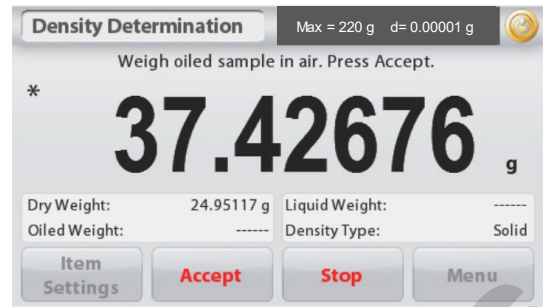 Density Determination Max = 220 g d= 0.00001 g
Weigh oiled sample in air. Press Accept.
*
37.42676 g
Dry Weight: 24.95117 g Liquid Weight: ------
Oiled Weight: ------ Density Type: Solid
Item Settings Accept Stop Menu